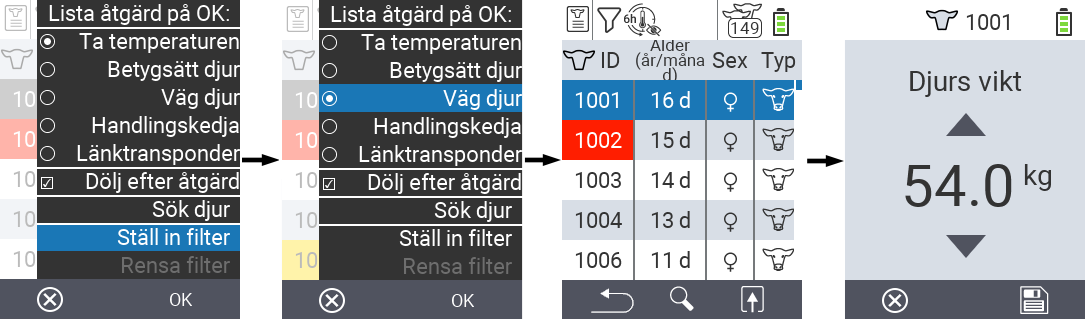 Lista åtgärd på OK:
Ta temperaturen
Betygsätt djur
Väg djur
10
Handlingskedja
10
Länktransponder
10
Dölj efter åtgärd
Sök djur
10
Ställ in filter
10
Rensa filter
OK
Lista åtgärd på OK:
Ta temperaturen
Betygsätt djur
Väg djur
10
Handlingskedja
10
Länktransponder
10
Dölj efter åtgärd
Sök djur
10
Ställ in filter
10
Rensa filter
OK
6h
149
ID Ålder (år/måna Sex Typ
d)
1001 16 d ♀
1002 15 d ♀
1003 14 d ♀
1004 13 d ♀
1006 11 d ♀
1001
Djurs vikt
54.0 kg